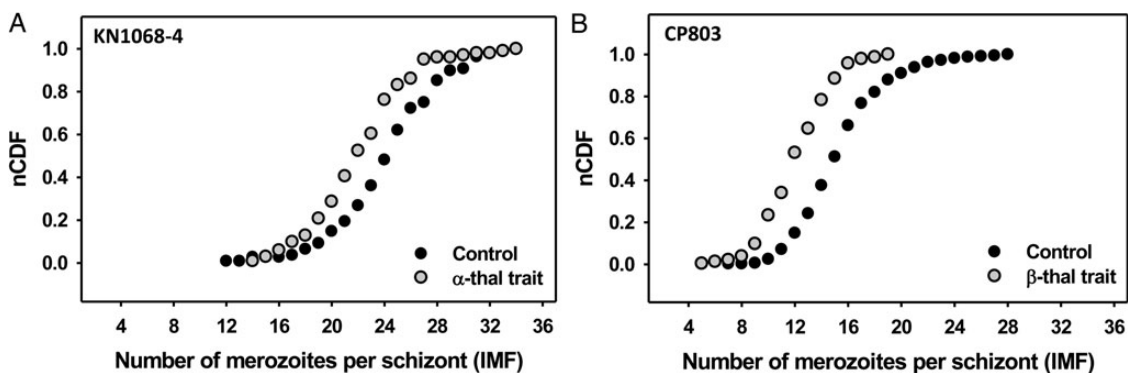 A
KN1068-4
nCDF
1.0
0.8
0.6
0.4
0.2
0.0
Control
α-thal trait
4 8 12 16 20 24 28 32 36
Number of merozoites per schizont (IMF)
B
CP803
nCDF
1.0
0.8
0.6
0.4
0.2
0.0
Control
β-thal trait
4 8 12 16 20 24 28 32 36
Number of merozoites per schizont (IMF)